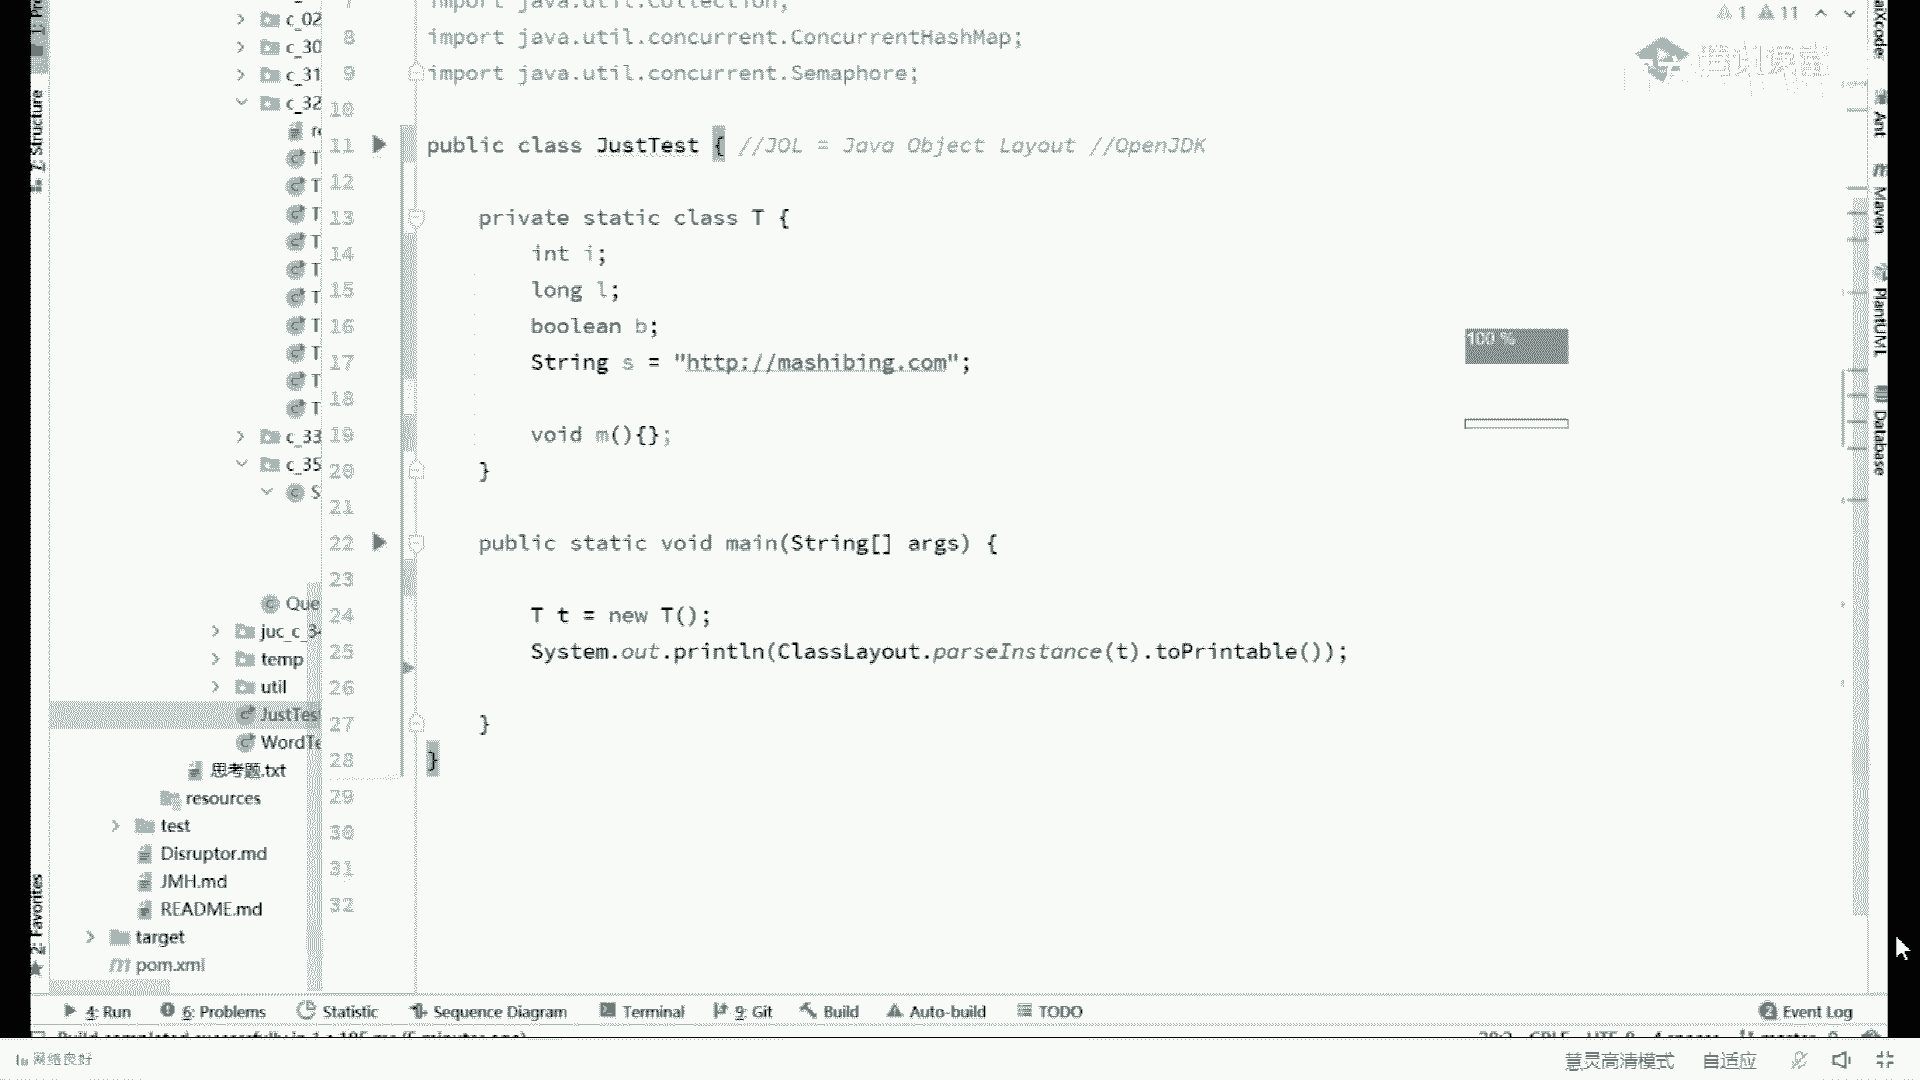 import java.util.Collection;
8 import java.util.concurrent.ConcurrentHashMap;
9 import java.util.concurrent.Semaphore;
10
11 public class JustTest { //JOL = Java Object Layout //OpenJDK
12
13 private static class T {
14 int i;
15 long l;
16 boolean b;
17 String s = "http://mashibing.com";
18
19 void m(){};
20 }
21
22 public static void main(String[] args) {
23
24 T t = new T();
25 System.out.println(ClassLayout.parseInstance(t).toPrintable());
26
27 }
28 }
29
30
31
32
c_02
c_30
c_31
c_32
T
T
T
T
T
T
T
T
T
T
c_33
c_35
S
Que
juc_c_3
temp
util
JustTes
WordTe
思考题.txt
resources
test
Disruptor.md
JMH.md
README.md
target
pom.xml
Z: Structure
2: Favorites
1 11
腾讯课堂
100 %
Ant
Maven
PlantUML
Database
4: Run
6: Problems
Statistic
Sequence Diagram
Terminal
9: Git
Build
Auto-build
TODO
2 Event Log
网络良好
慧灵高清模式
自适应